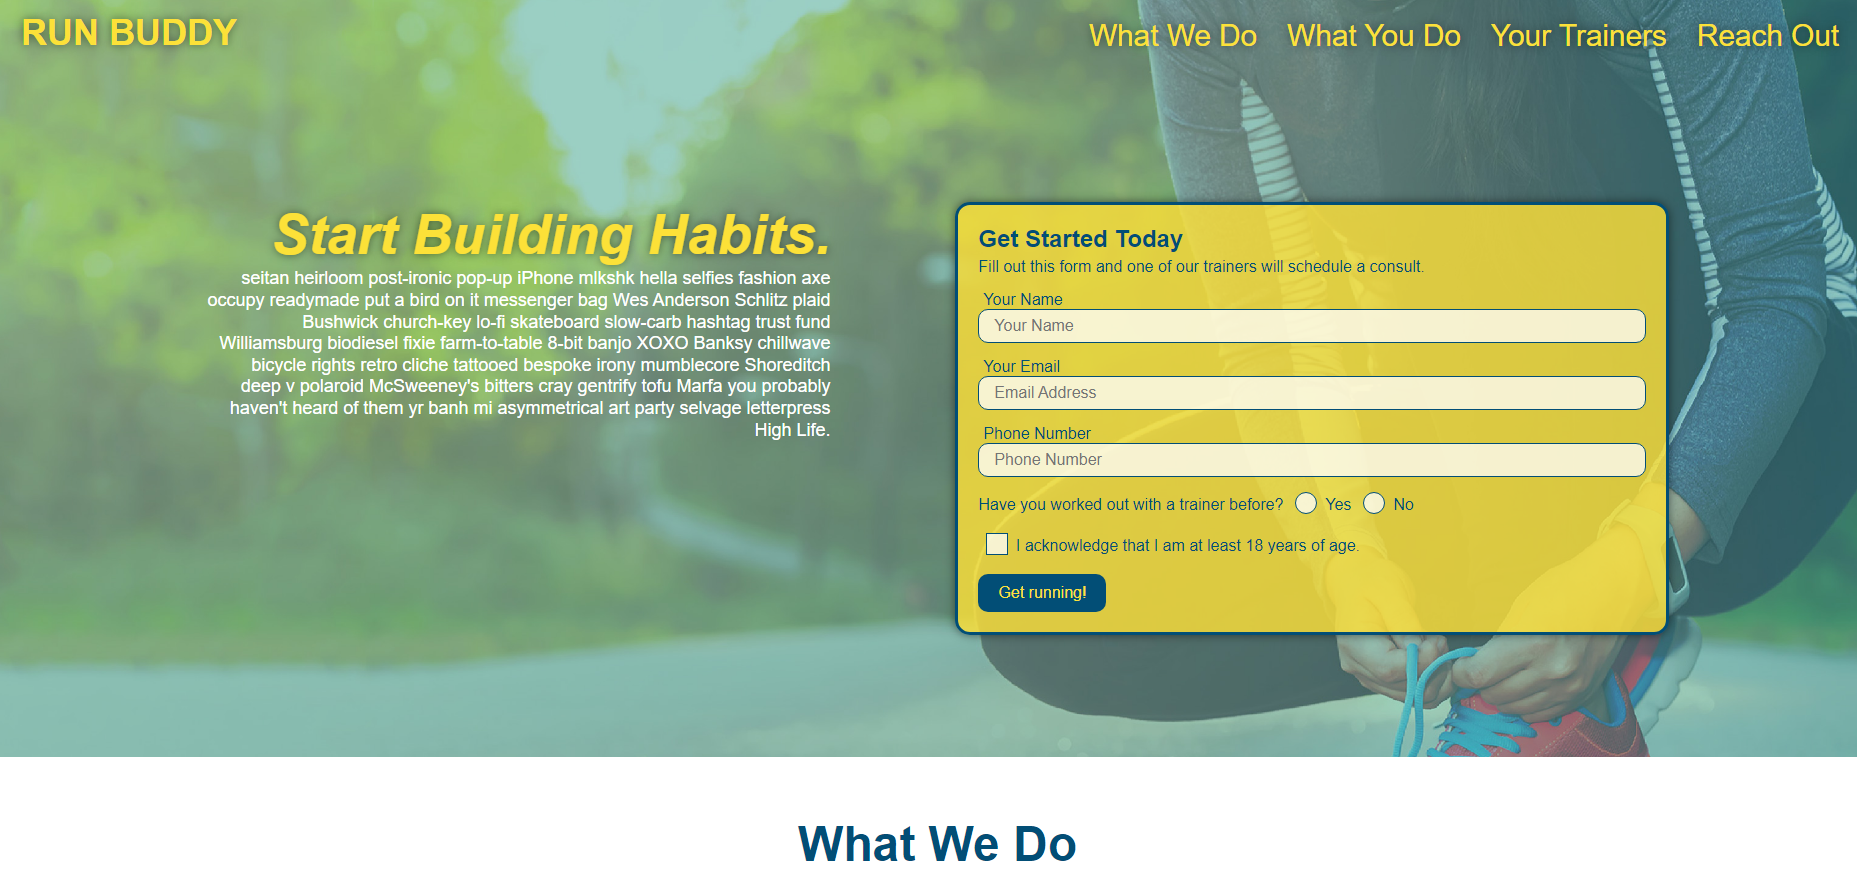 RUN BUDDY
What We Do What You Do Your Trainers Reach Out
Start Building Habits.
seitan heirloom post-ironic pop-up iPhone mlkshk hella selfies fashion axe
occupy readymade put a bird on it messenger bag Wes Anderson Schlitz plaid
Bushwick church-key lo-fi skateboard slow-carb hashtag trust fund
Williamsburg biodiesel fixie farm-to-table 8-bit banjo XOXO Banksy chillwave
bicycle rights retro cliche tattooed bespoke irony mumblecore Shoreditch
deep v polaroid McSweeney's bitters cray gentrify tofu Marfa you probably
haven't heard of them yr banh mi asymmetrical art party selvage letterpress
High Life.
Get Started Today
Fill out this form and one of our trainers will schedule a consult.
Your Name
Your Name
Your Email
Email Address
Phone Number
Phone Number
Have you worked out with a trainer before? Yes No
I acknowledge that I am at least 18 years of age.
Get running!
What We Do